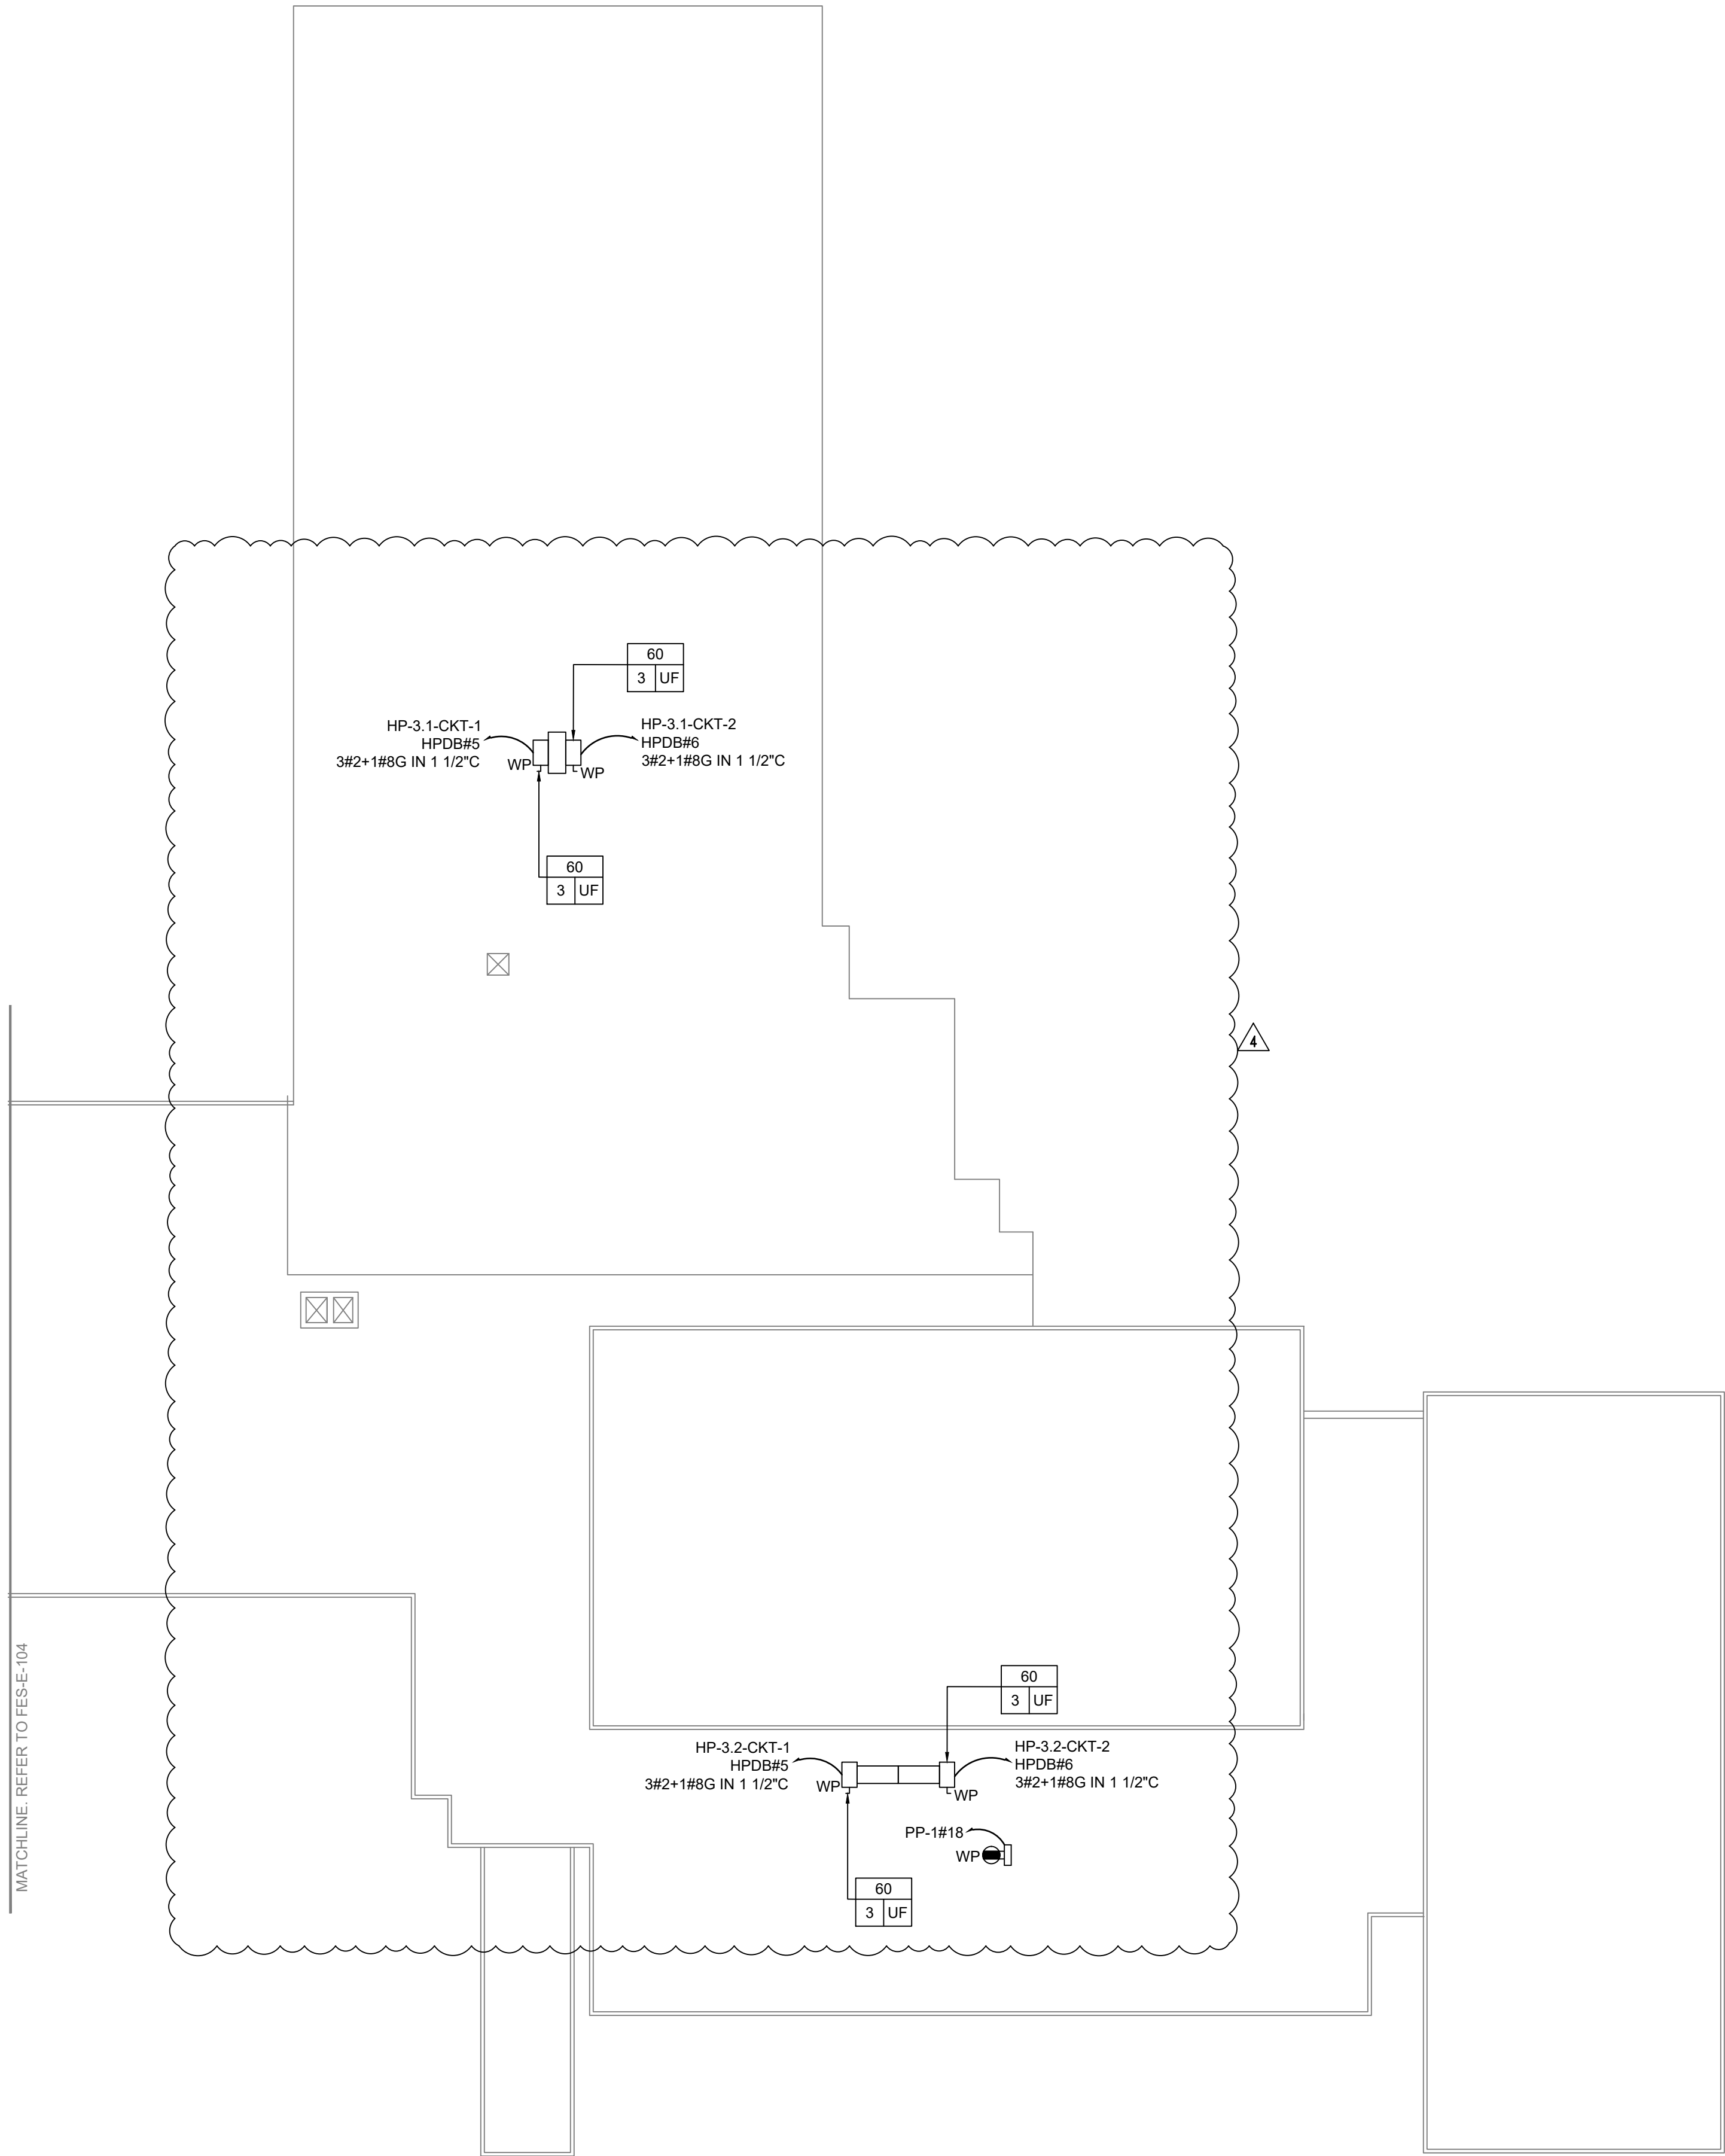 60
3 UF
HP-3.1-CKT-1
HPDB#5
3#2+1#8G IN 1 1/2"C
WP
WP
HP-3.1-CKT-2
HPDB#6
3#2+1#8G IN 1 1/2"C
60
3 UF
4
MATCHLINE. REFER TO FES-E-104
60
3 UF
HP-3.2-CKT-1
HPDB#5
3#2+1#8G IN 1 1/2"C
WP
WP
HP-3.2-CKT-2
HPDB#6
3#2+1#8G IN 1 1/2"C
PP-1#18
WP
60
3 UF